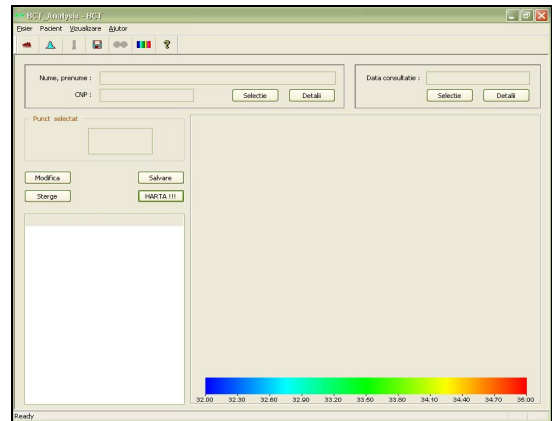 BCT_Analysis - BCT
Fisier Pacient Vizualizare Ajutor
Nume, prenume : Data consultatie :
CNP : Selectie Detalii Selectie Detalii
Punct selectat
Modifica Salvare
Sterge HARTA !!!
32.00 32.30 32.60 32.90 33.20 33.50 33.80 34.10 34.40 34.70 36.00
Ready